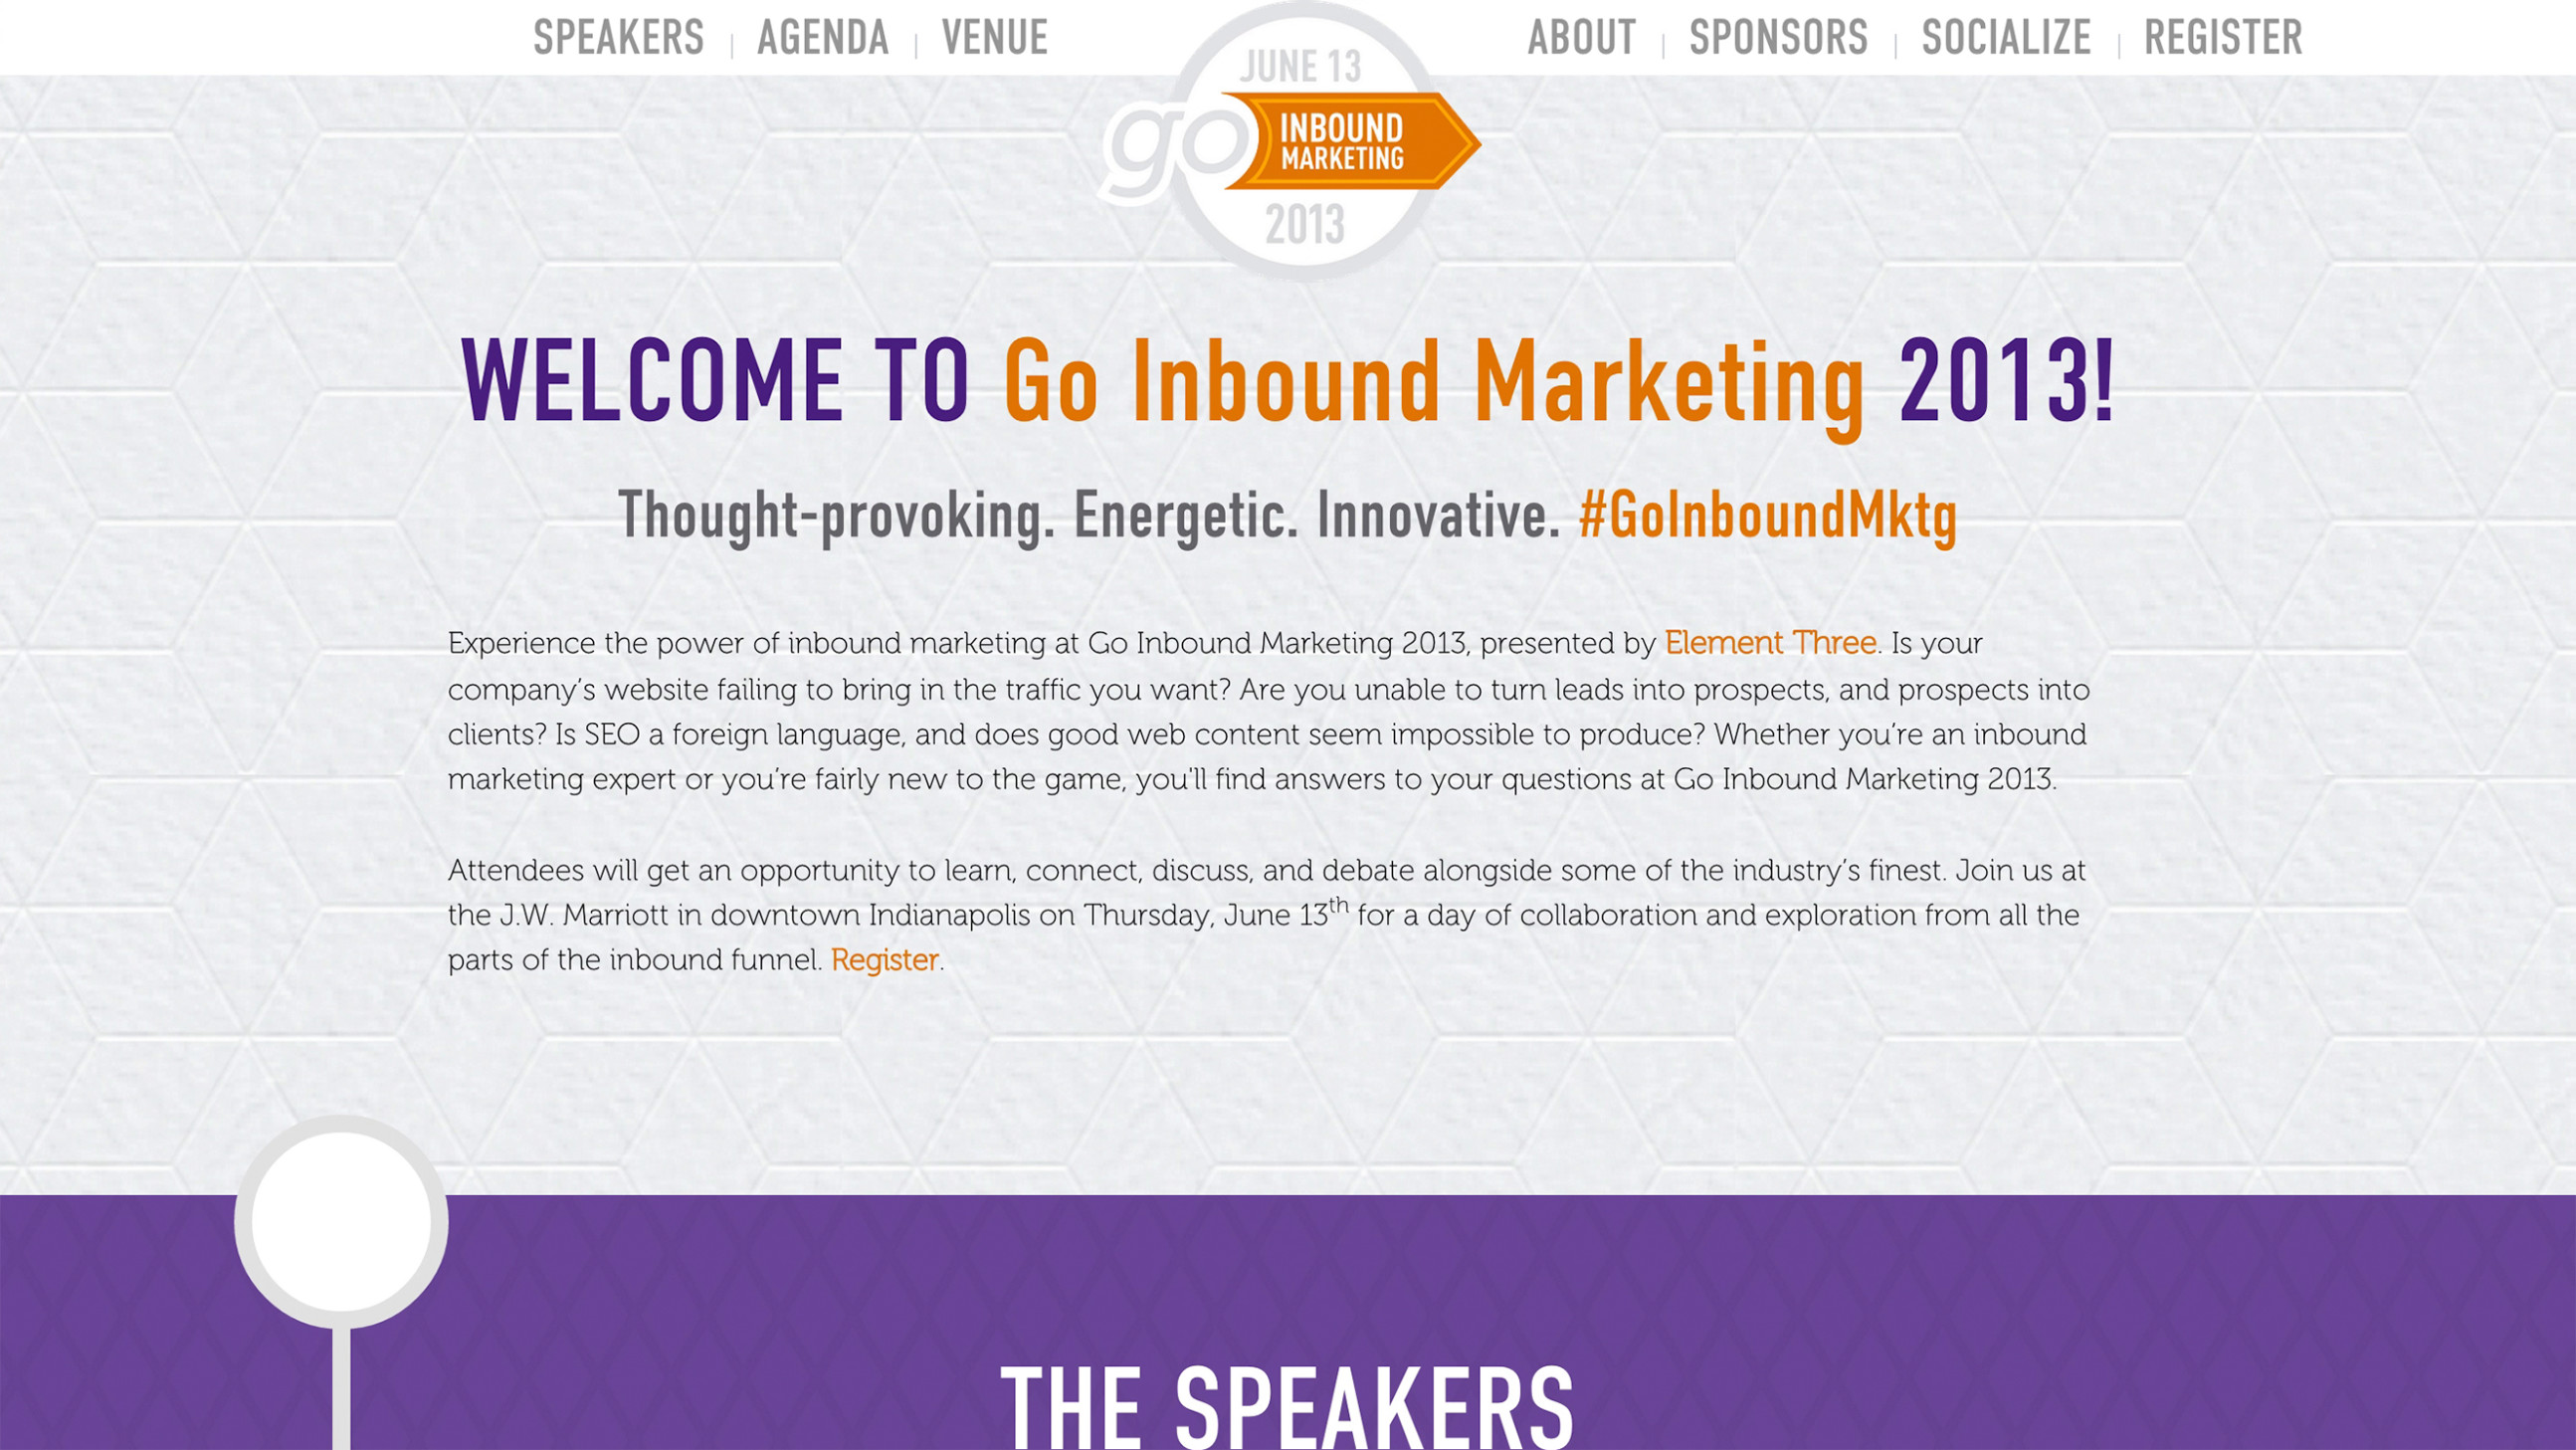 SPEAKERS | AGENDA | VENUE
JUNE 13
go INBOUND
MARKETING
2013
ABOUT | SPONSORS | SOCIALIZE | REGISTER
WELCOME TO Go Inbound Marketing 2013!
Thought-provoking. Energetic. Innovative. #GoInboundMktg
Experience the power of inbound marketing at Go Inbound Marketing 2013, presented by Element Three. Is your
company’s website failing to bring in the traffic you want? Are you unable to turn leads into prospects, and prospects into
clients? Is SEO a foreign language, and does good web content seem impossible to produce? Whether you’re an inbound
marketing expert or you’re fairly new to the game, you'll find answers to your questions at Go Inbound Marketing 2013.
Attendees will get an opportunity to learn, connect, discuss, and debate alongside some of the industry’s finest. Join us at
the J.W. Marriott in downtown Indianapolis on Thursday, June 13th for a day of collaboration and exploration from all the
parts of the inbound funnel. Register.
THE SPEAKERS